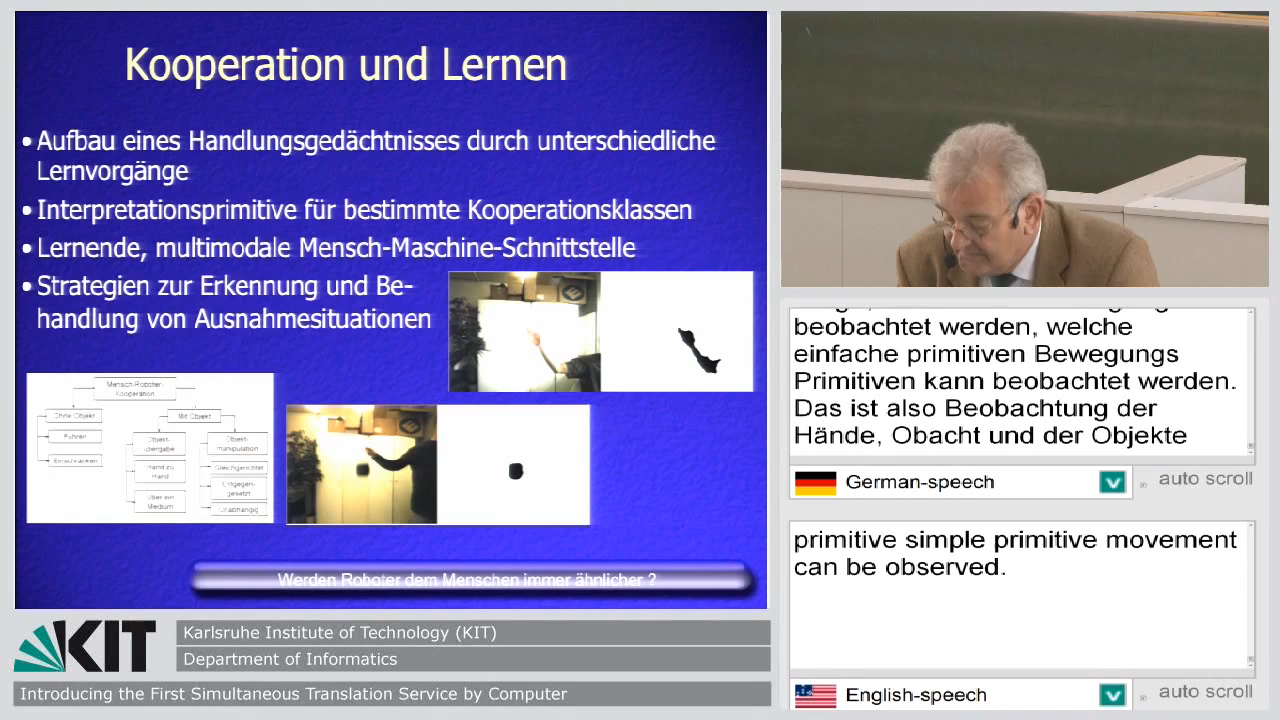 Kooperation und Lernen
• Aufbau eines Handlungsgedächtnisses durch unterschiedliche
Lernvorgänge
• Interpretationsprimitive für bestimmte Kooperationsklassen
• Lernende, multimodale Mensch-Maschine-Schnittstelle
• Strategien zur Erkennung und Be-
handlung von Ausnahmesituationen
Mensch-Roboter-
Kooperation
Ohne Objekt
Mit Objekt
Führen
Einschränken
Objekt-
übergabe
Hand zu
Hand
Über ein
Medium
Objekt-
manipulation
Gleichgerichtet
Entgegen-
gesetzt
Unabhängig
Werden Roboter dem Menschen immer ähnlicher ?
beobachtet werden, welche
einfache primitiven Bewegungs
Primitiven kann beobachtet werden.
Das ist also Beobachtung der
Hände, Obacht und der Objekte
German-speech
auto scroll
primitive simple primitive movement
can be observed.
English-speech
auto scroll
KIT
Karlsruhe Institute of Technology (KIT)
Department of Informatics
Introducing the First Simultaneous Translation Service by Computer